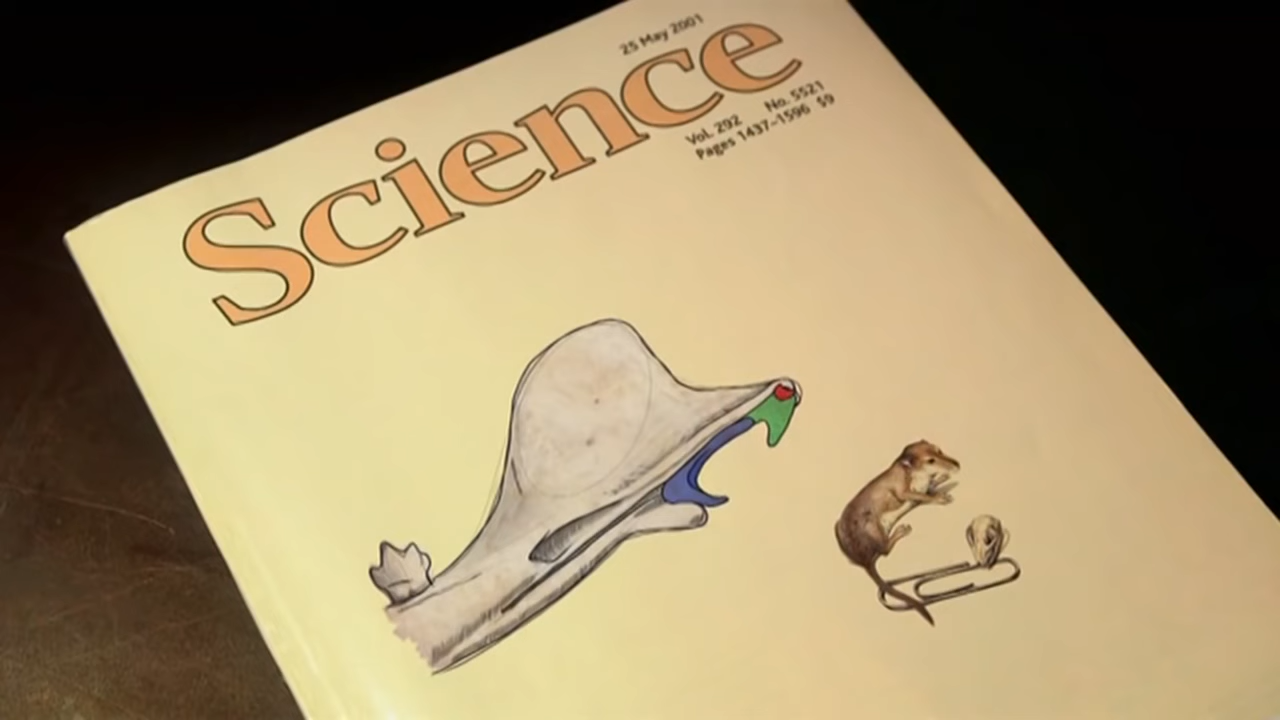 25 May 2001
Science
Vol. 292 No. 5521
Pages 1437–1596 $9